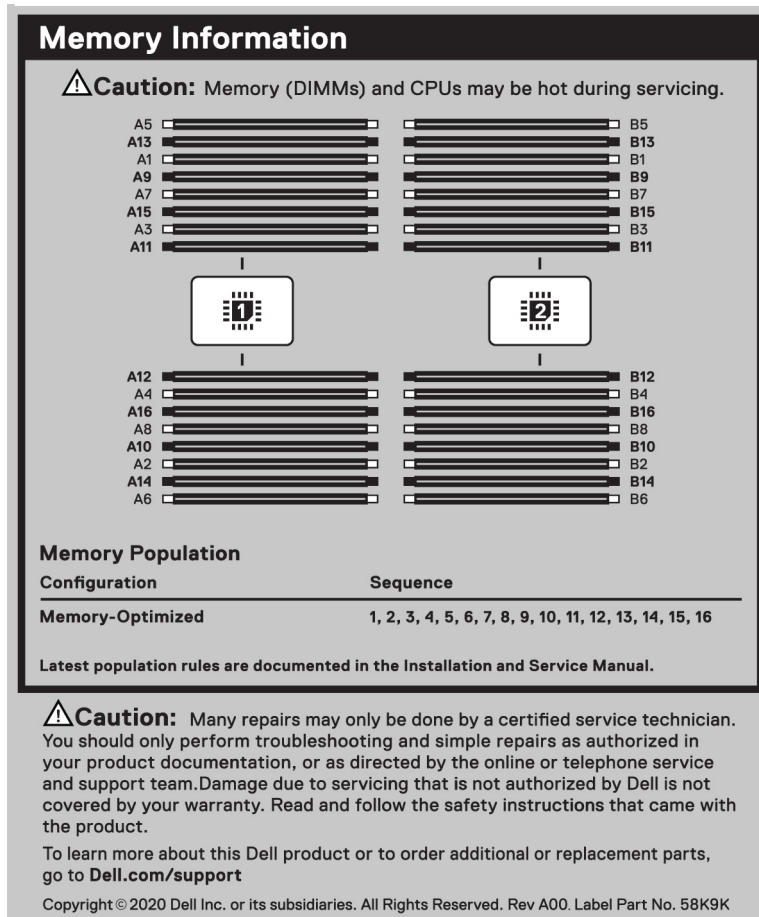 Memory Information
Caution: Memory (DIMMs) and CPUs may be hot during servicing.
A5 B5
A13 B13
A1 B1
A9 B9
A7 B7
A15 B15
A3 B3
A11 B11
1 2
A12 B12
A4 B4
A16 B16
A8 B8
A10 B10
A2 B2
A14 B14
A6 B6
Memory Population
Configuration Sequence
Memory-Optimized 1, 2, 3, 4, 5, 6, 7, 8, 9, 10, 11, 12, 13, 14, 15, 16
Latest population rules are documented in the Installation and Service Manual.
Caution: Many repairs may only be done by a certified service technician.
You should only perform troubleshooting and simple repairs as authorized in
your product documentation, or as directed by the online or telephone service
and support team.Damage due to servicing that is not authorized by Dell is not
covered by your warranty. Read and follow the safety instructions that came with
the product.
To learn more about this Dell product or to order additional or replacement parts,
go to Dell.com/support
Copyright © 2020 Dell Inc. or its subsidiaries. All Rights Reserved. Rev A00. Label Part No. 58K9K